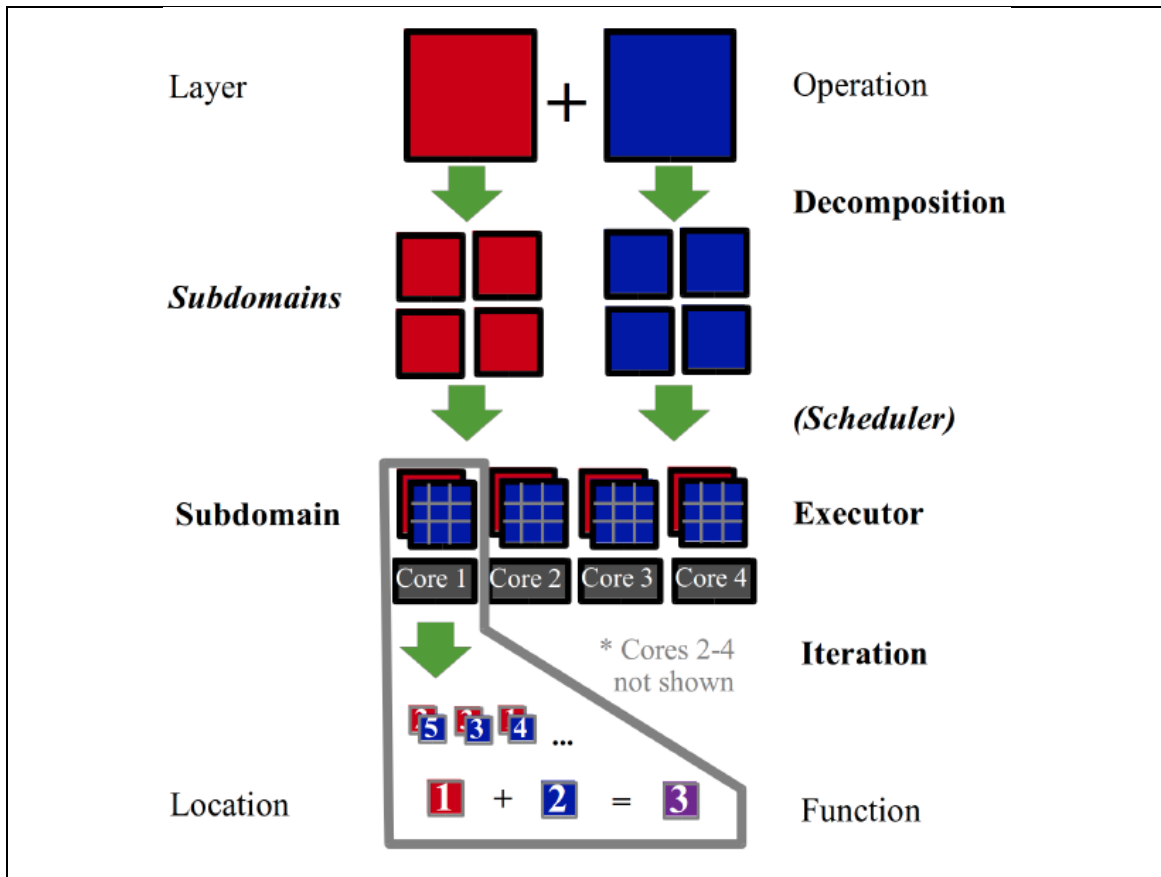 Layer
+
Operation
Decomposition
Subdomains
(Scheduler)
Subdomain
Executor
Core 1
Core 2
Core 3
Core 4
* Cores 2-4
not shown
Iteration
5
3
4
...
Location
1 + 2 = 3
Function